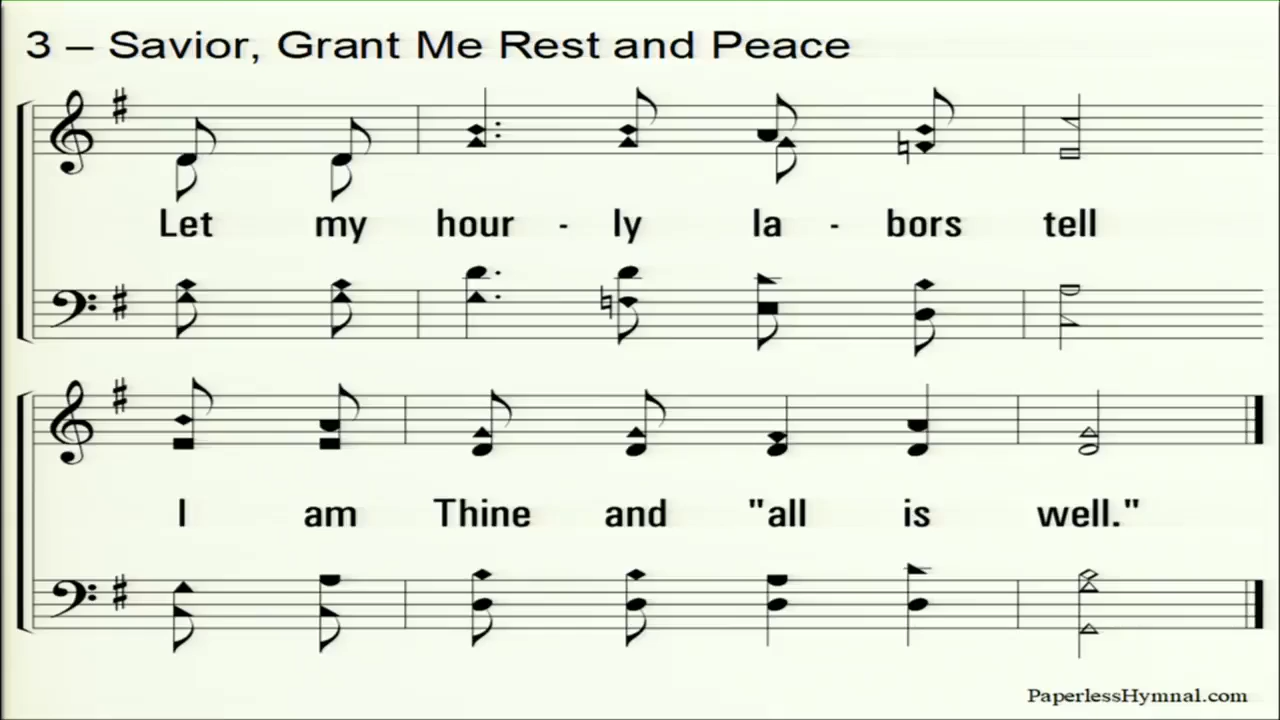 3 – Savior, Grant Me Rest and Peace
Let my hour - ly la - bors tell
I am Thine and "all is well."
PaperlessHymnal.com